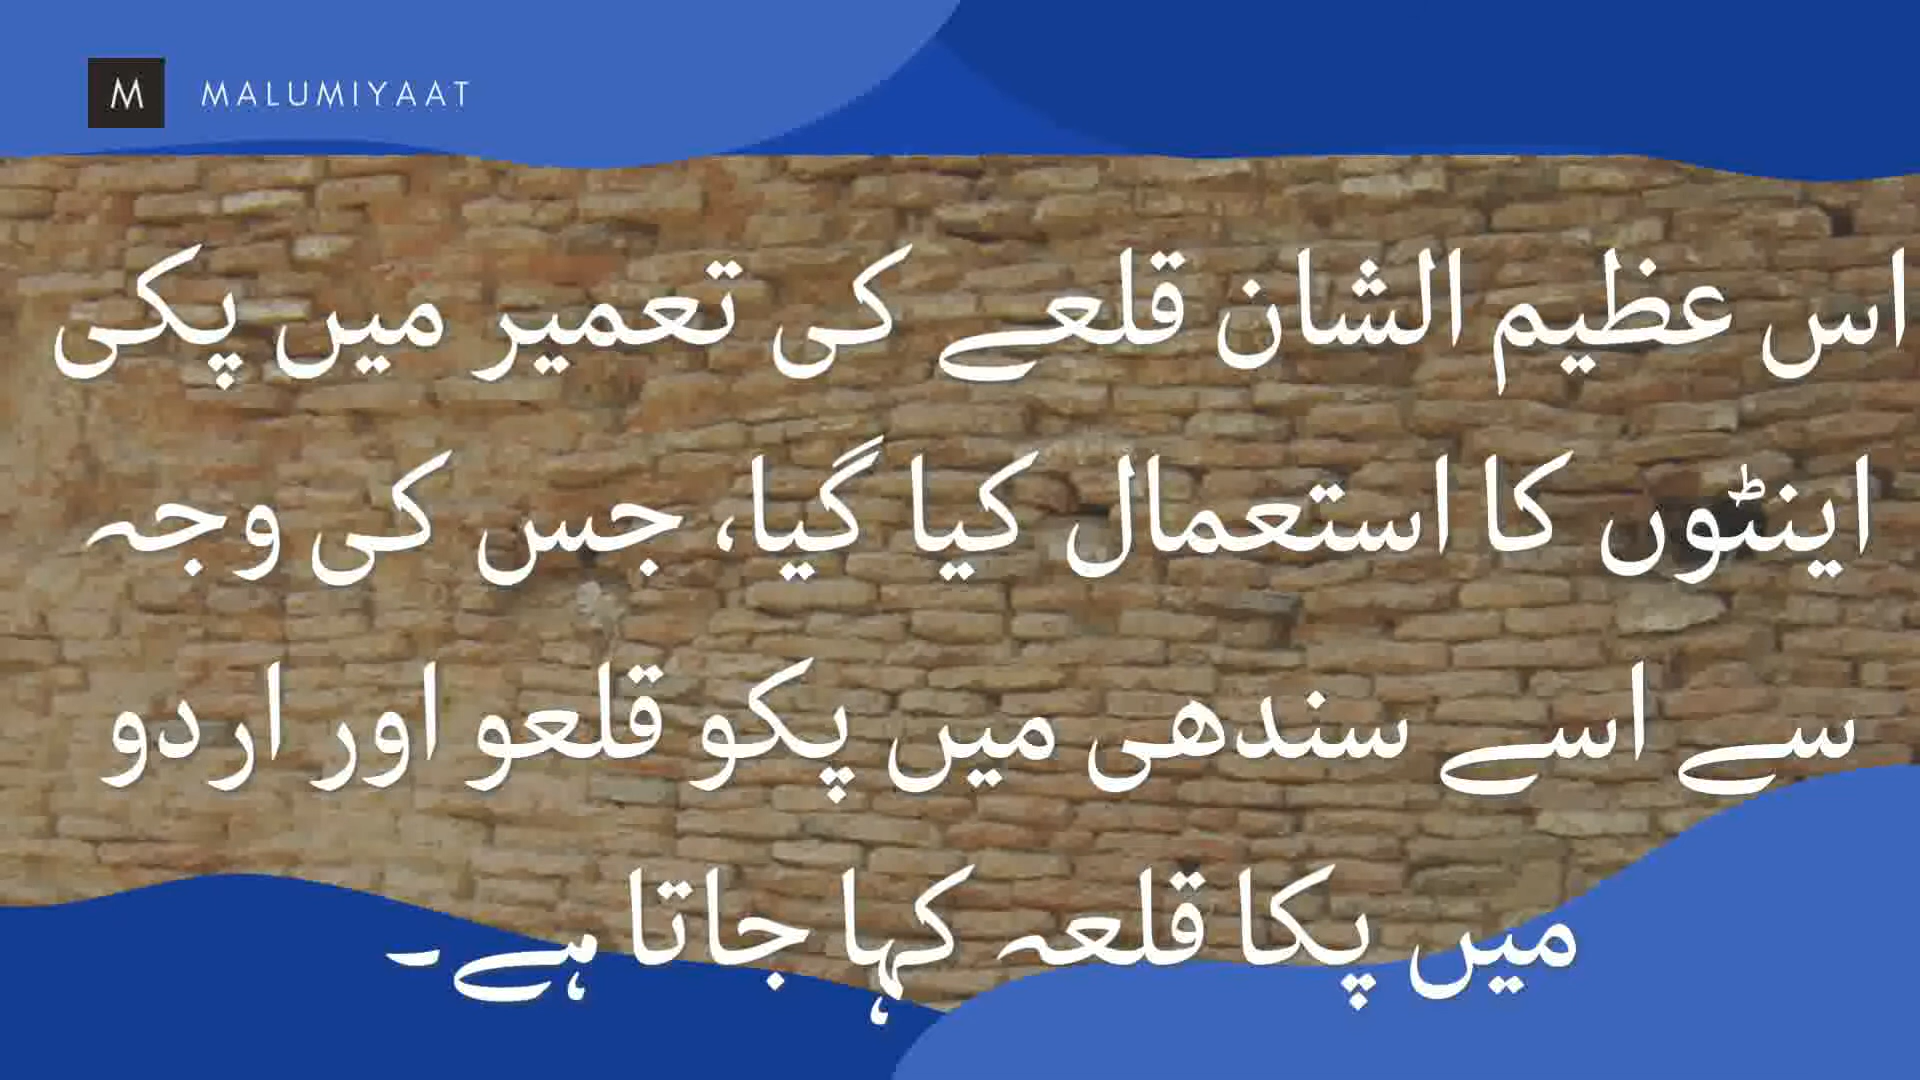 M MALUMIYAAT
اس عظیم الشان قلعے کی تعمیر میں پکی
اینٹوں کا استعمال کیا گیا، جس کی وجہ
سے اسے سندھی میں پکو قلعو اور اردو
میں پکا قلعہ کہا جاتا ہے۔